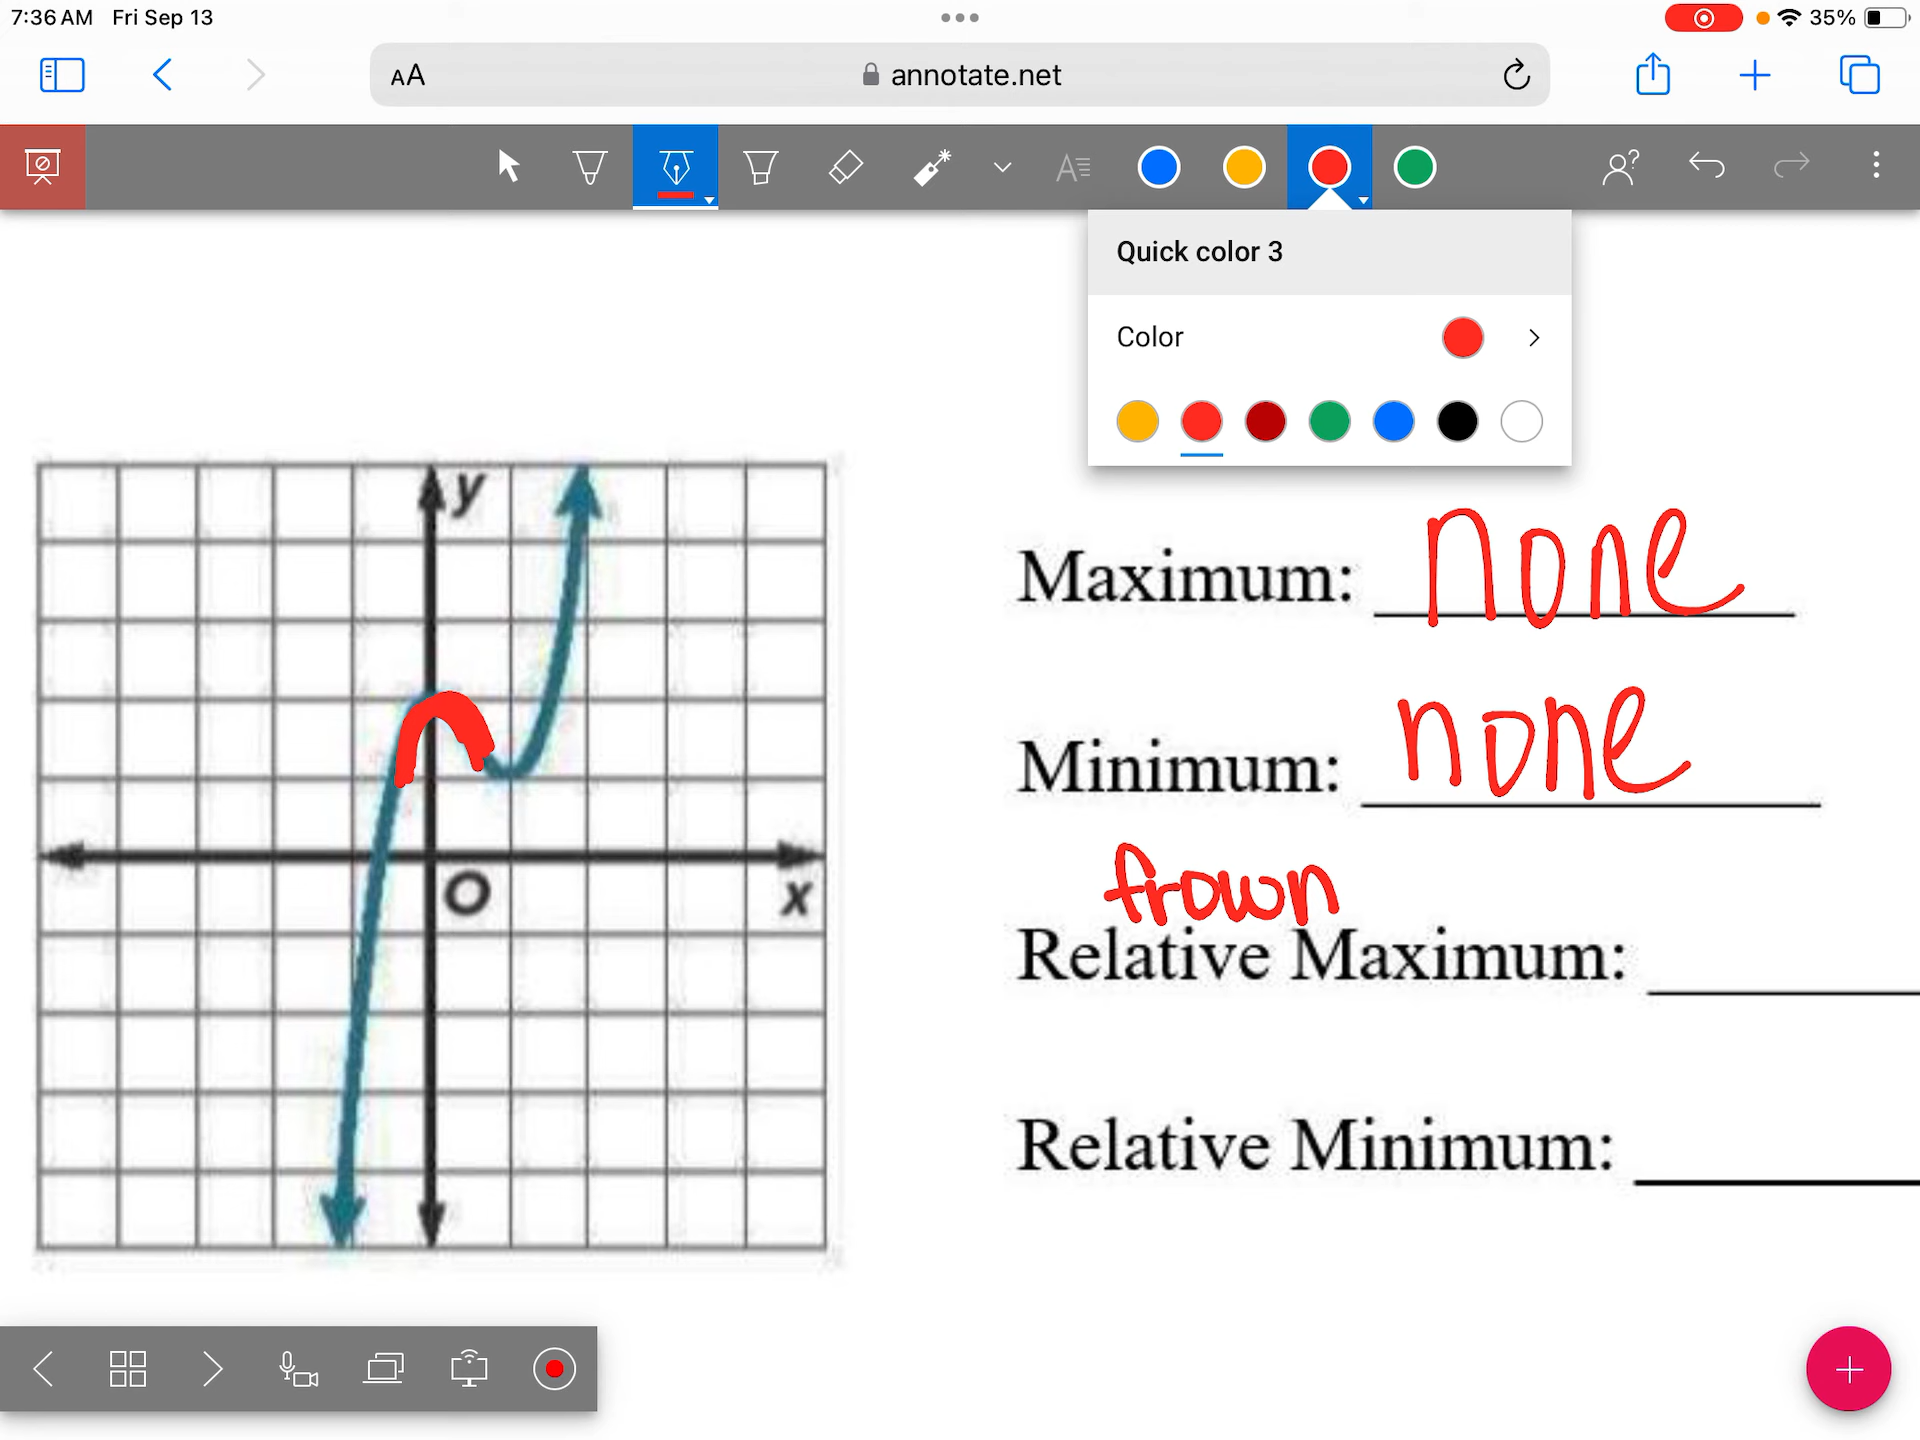 7:36 AM Fri Sep 13
35%
AA annotate.net
A
Quick color 3
Color
y
Maximum: none
Minimum: none
O
x
frown
Relative Maximum:
Relative Minimum: